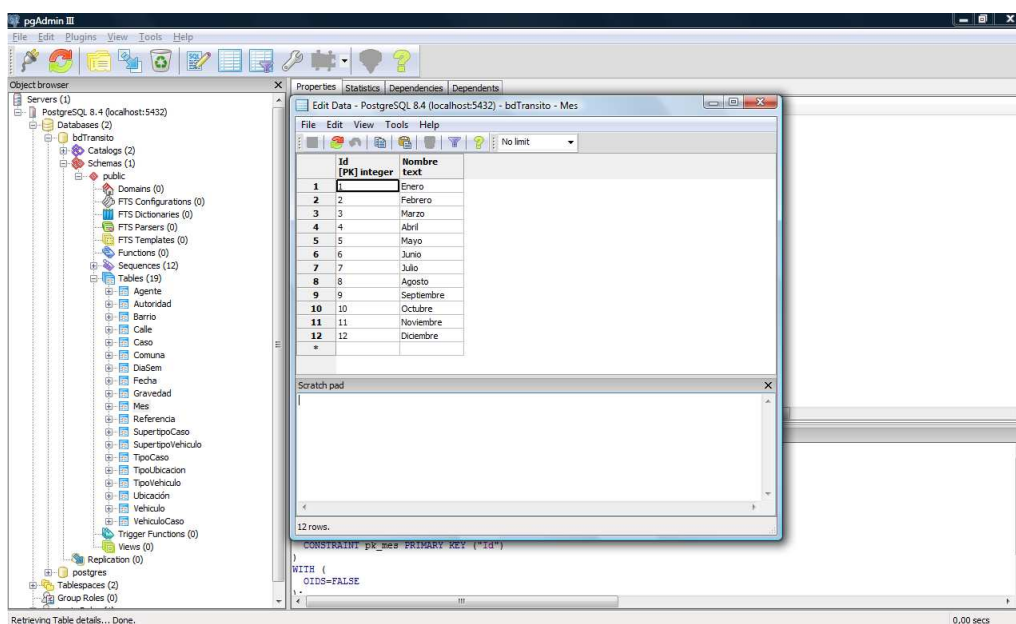 pgAdmin III
File Edit Plugins View Tools Help
Object browser
Servers (1)
PostgreSQL 8.4 (localhost:5432)
Databases (2)
bdTransito
Catalogs (2)
Schemas (1)
public
Domains (0)
FTS Configurations (0)
FTS Dictionaries (0)
FTS Parsers (0)
FTS Templates (0)
Functions (0)
Sequences (12)
Tables (19)
Agente
Autoridad
Barrio
Calle
Caso
Comuna
DiaSem
Fecha
Gravedad
Mes
Referencia
SupertipoCaso
SupertipoVehiculo
TipoCaso
TipoUbicacion
TipoVehiculo
Ubicación
Vehiculo
VehiculoCaso
Trigger Functions (0)
Views (0)
Replication (0)
postgres
Tablespaces (2)
Group Roles (0)
Retrieving Table details... Done.
Properties Statistics Dependencies Dependents
Edit Data - PostgreSQL 8.4 (localhost:5432) - bdTransito - Mes
File Edit View Tools Help
No limit
Id Nombre
[PK] integer text
1 1 Enero
2 2 Febrero
3 3 Marzo
4 4 Abril
5 5 Mayo
6 6 Junio
7 7 Julio
8 8 Agosto
9 9 Septiembre
10 10 Octubre
11 11 Noviembre
12 12 Diciembre
*
Scratch pad
12 rows.
CONSTRAINT pk_mes PRIMARY KEY ("Id")
)
WITH (
OIDS=FALSE
0,00 secs